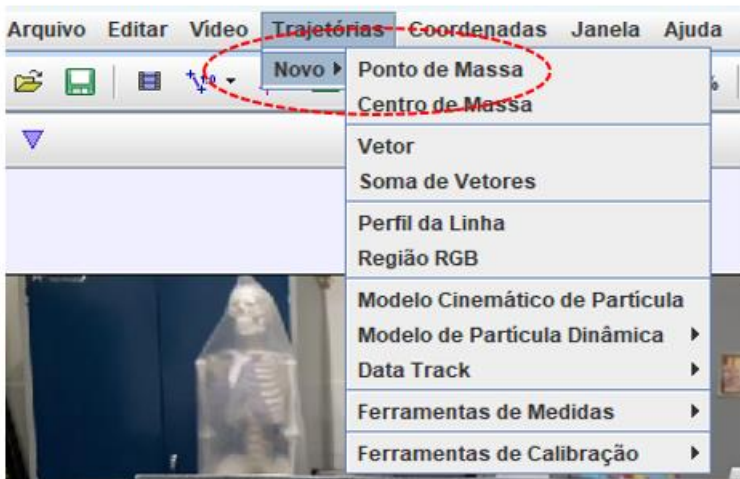 Arquivo Editar Vídeo Trajetórias Coordenadas Janela Ajuda
Novo Ponto de Massa
Centro de Massa
Vetor
Soma de Vetores
Perfil da Linha
Região RGB
Modelo Cinemático de Partícula
Modelo de Partícula Dinâmica
Data Track
Ferramentas de Medidas
Ferramentas de Calibração